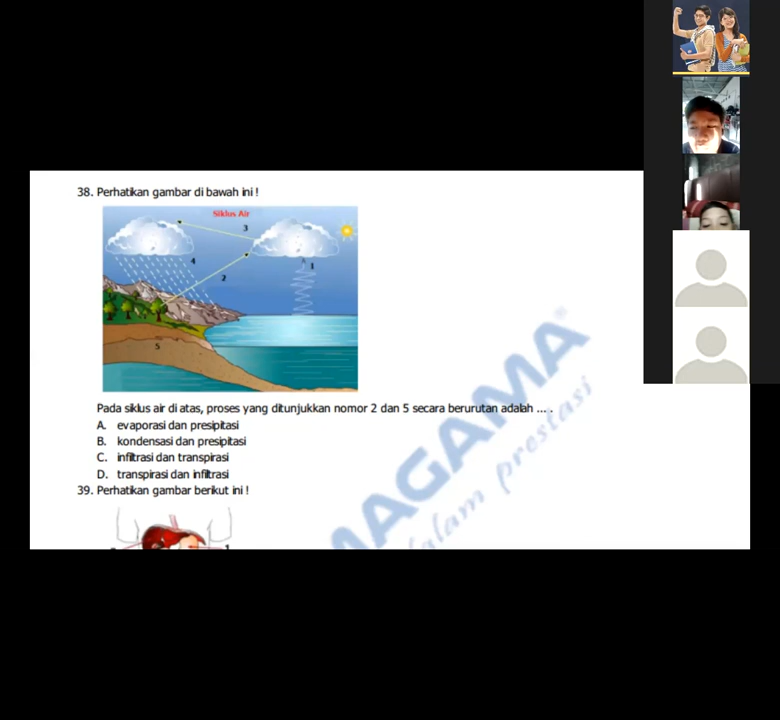 38. Perhatikan gambar di bawah ini !
Siklus Air
3
4
1
2
5
Pada siklus air di atas, proses yang ditunjukkan nomor 2 dan 5 secara berurutan adalah ... .
A. evaporasi dan presipitasi
B. kondensasi dan presipitasi
C. infiltrasi dan transpirasi
D. transpirasi dan infiltrasi
39. Perhatikan gambar berikut ini !
1
MAGAMA®
dalam prestasi